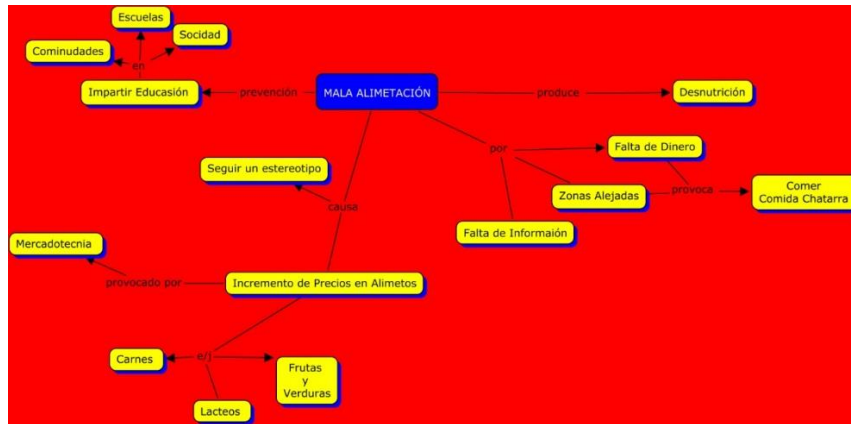 Escuelas
Socidad
Cominudades
en
Impartir Educasión
prevención
MALA ALIMETACIÓN
produce
Desnutrición
por
Falta de Dinero
Seguir un estereotipo
causa
Zonas Alejadas
provoca
Comer
Comida Chatarra
Falta de Informaión
Mercadotecnia
provocado por
Incremento de Precios en Alimetos
Carnes
e/j
Frutas
y
Verduras
Lacteos